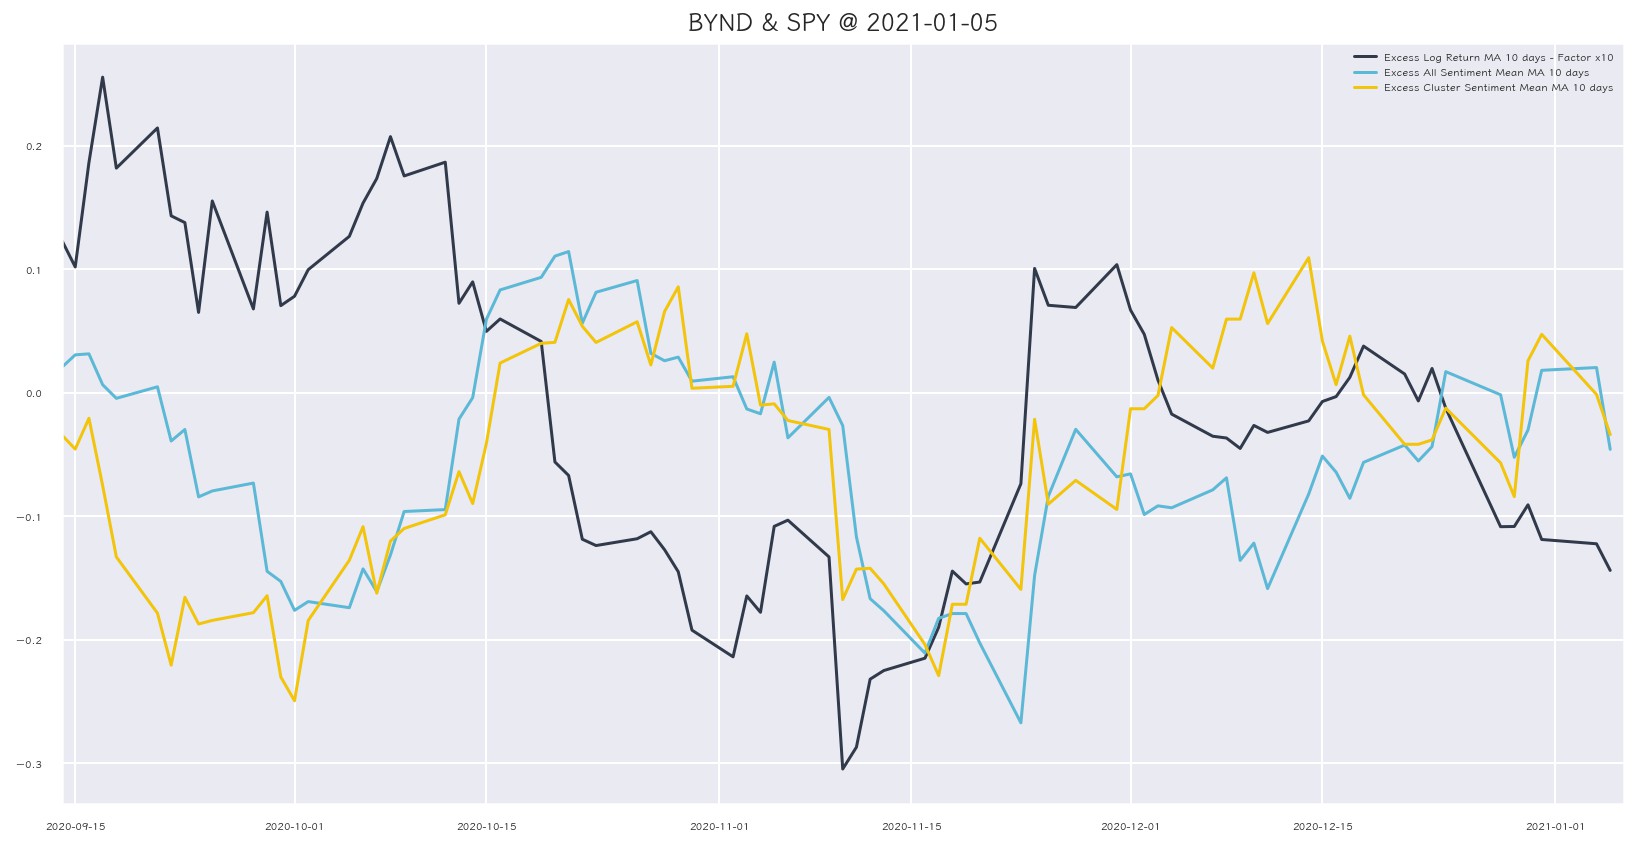 BYND & SPY @ 2021-01-05
Excess Log Return MA 10 days - Factor x10
Excess All Sentiment Mean MA 10 days
Excess Cluster Sentiment Mean MA 10 days
0.2
0.1
0.0
−0.1
−0.2
−0.3
2020-09-15 2020-10-01 2020-10-15 2020-11-01 2020-11-15 2020-12-01 2020-12-15 2021-01-01